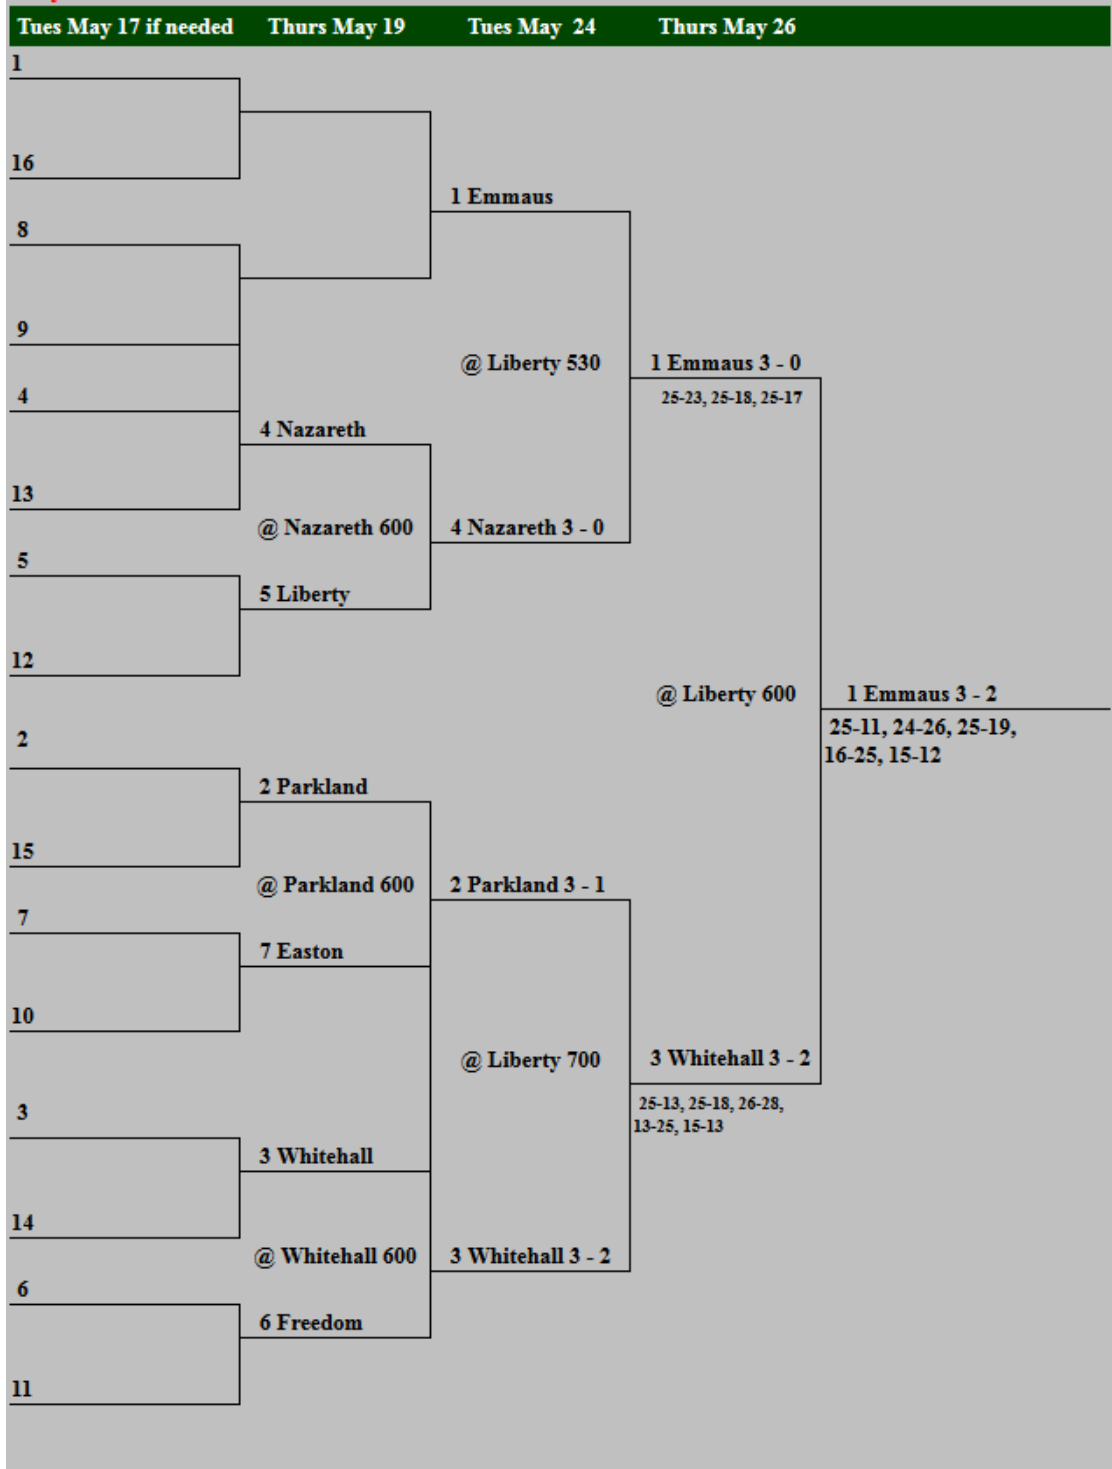 Tues May 17 if needed Thurs May 19 Tues May 24 Thurs May 26
1
16
1 Emmaus
8
9
@ Liberty 530 1 Emmaus 3 - 0
25-23, 25-18, 25-17
4
4 Nazareth
13
@ Nazareth 600 4 Nazareth 3 - 0
5
5 Liberty
12
@ Liberty 600 1 Emmaus 3 - 2
25-11, 24-26, 25-19,
16-25, 15-12
2
2 Parkland
15
@ Parkland 600 2 Parkland 3 - 1
7
7 Easton
10
@ Liberty 700 3 Whitehall 3 - 2
25-13, 25-18, 26-28,
13-25, 15-13
3
3 Whitehall
14
@ Whitehall 600 3 Whitehall 3 - 2
6
6 Freedom
11